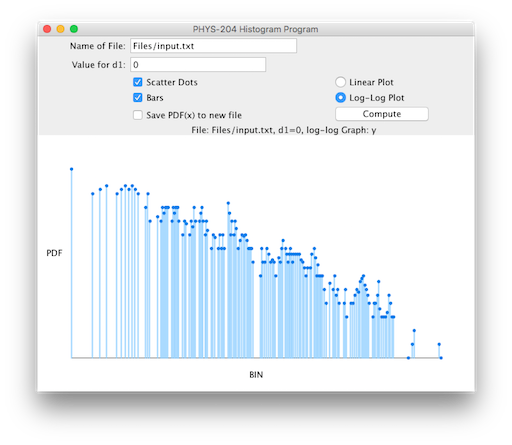 PHYS-204 Histogram Program
Name of File: Files/input.txt
Value for d1: 0
Scatter Dots Linear Plot
Bars Log-Log Plot
Save PDF(x) to new file Compute
File: Files/input.txt, d1=0, log-log Graph: y
PDF
BIN